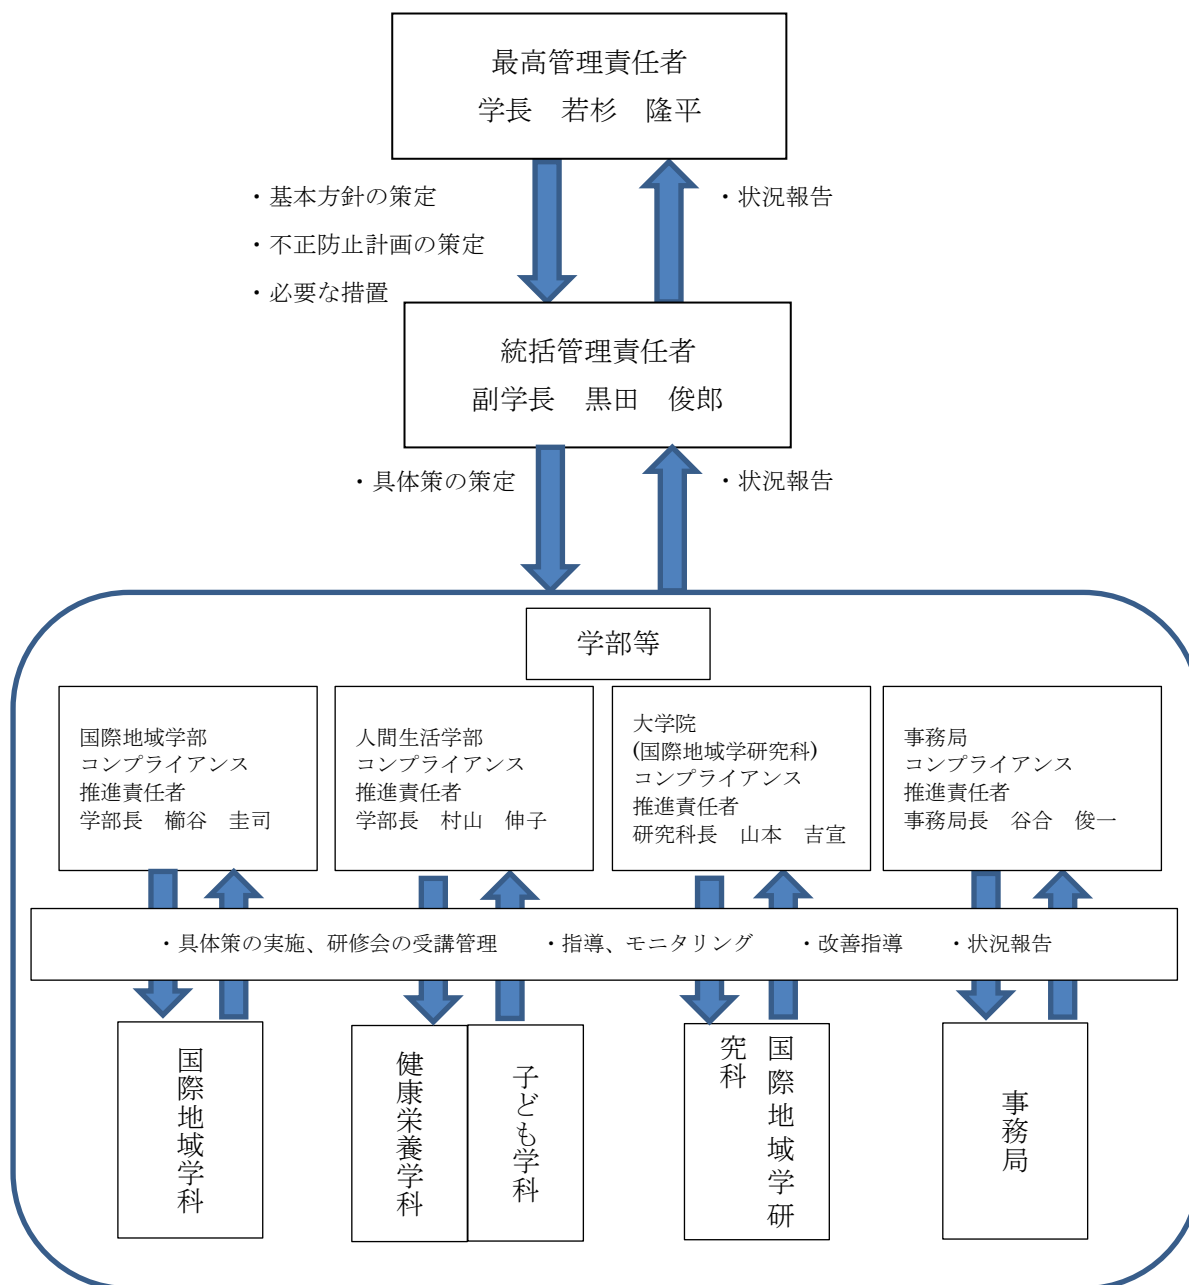 最高管理責任者
学長　若杉　隆平
・基本方針の策定
・不正防止計画の策定
・必要な措置
・状況報告
統括管理責任者
副学長　黒田　俊郎
・具体策の策定
・状況報告
学部等
国際地域学部
コンプライアンス
推進責任者
学部長　櫛谷　圭司
人間生活学部
コンプライアンス
推進責任者
学部長　村山　伸子
大学院
(国際地域学研究科)
コンプライアンス
推進責任者
研究科長　山本　吉宣
事務局
コンプライアンス
推進責任者
事務局長　谷合　俊一
・具体策の実施、研修会の受講管理　　・指導、モニタリング　　・改善指導　　・状況報告
国際地域学科
健康栄養学科
子ども学科
国際地域学研
究科
事務局